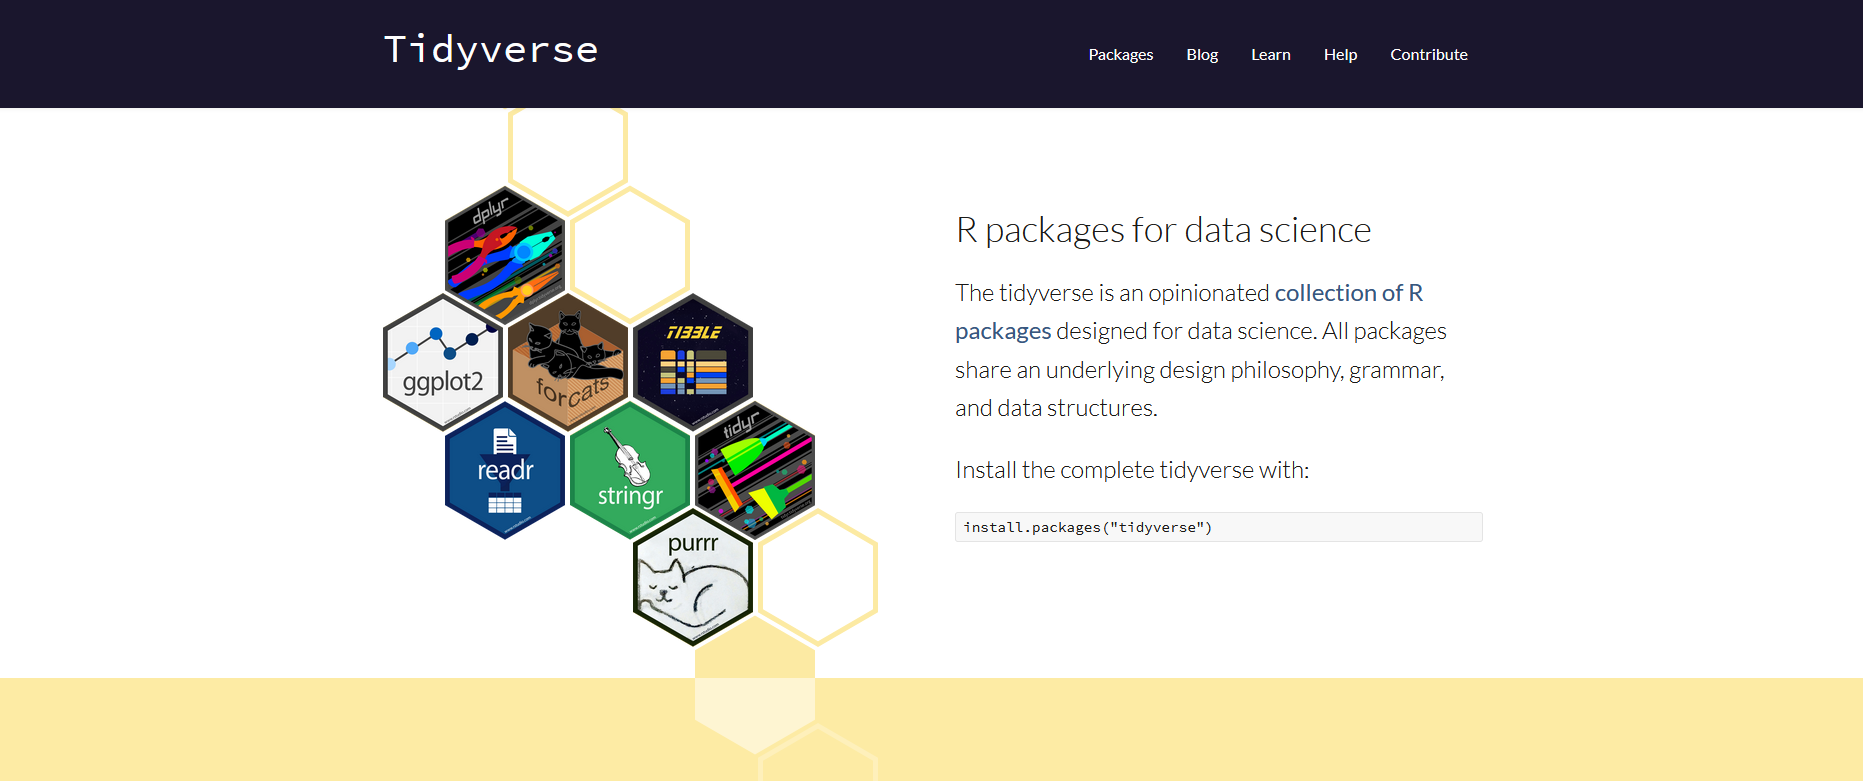 Tidyverse
Packages
Blog
Learn
Help
Contribute
dplyr
ggplot2
forcats
TIBBLE
readr
stringr
tidyr
purrr
R packages for data science
The tidyverse is an opinionated collection of R
packages designed for data science. All packages
share an underlying design philosophy, grammar,
and data structures.
Install the complete tidyverse with:
install.packages("tidyverse")